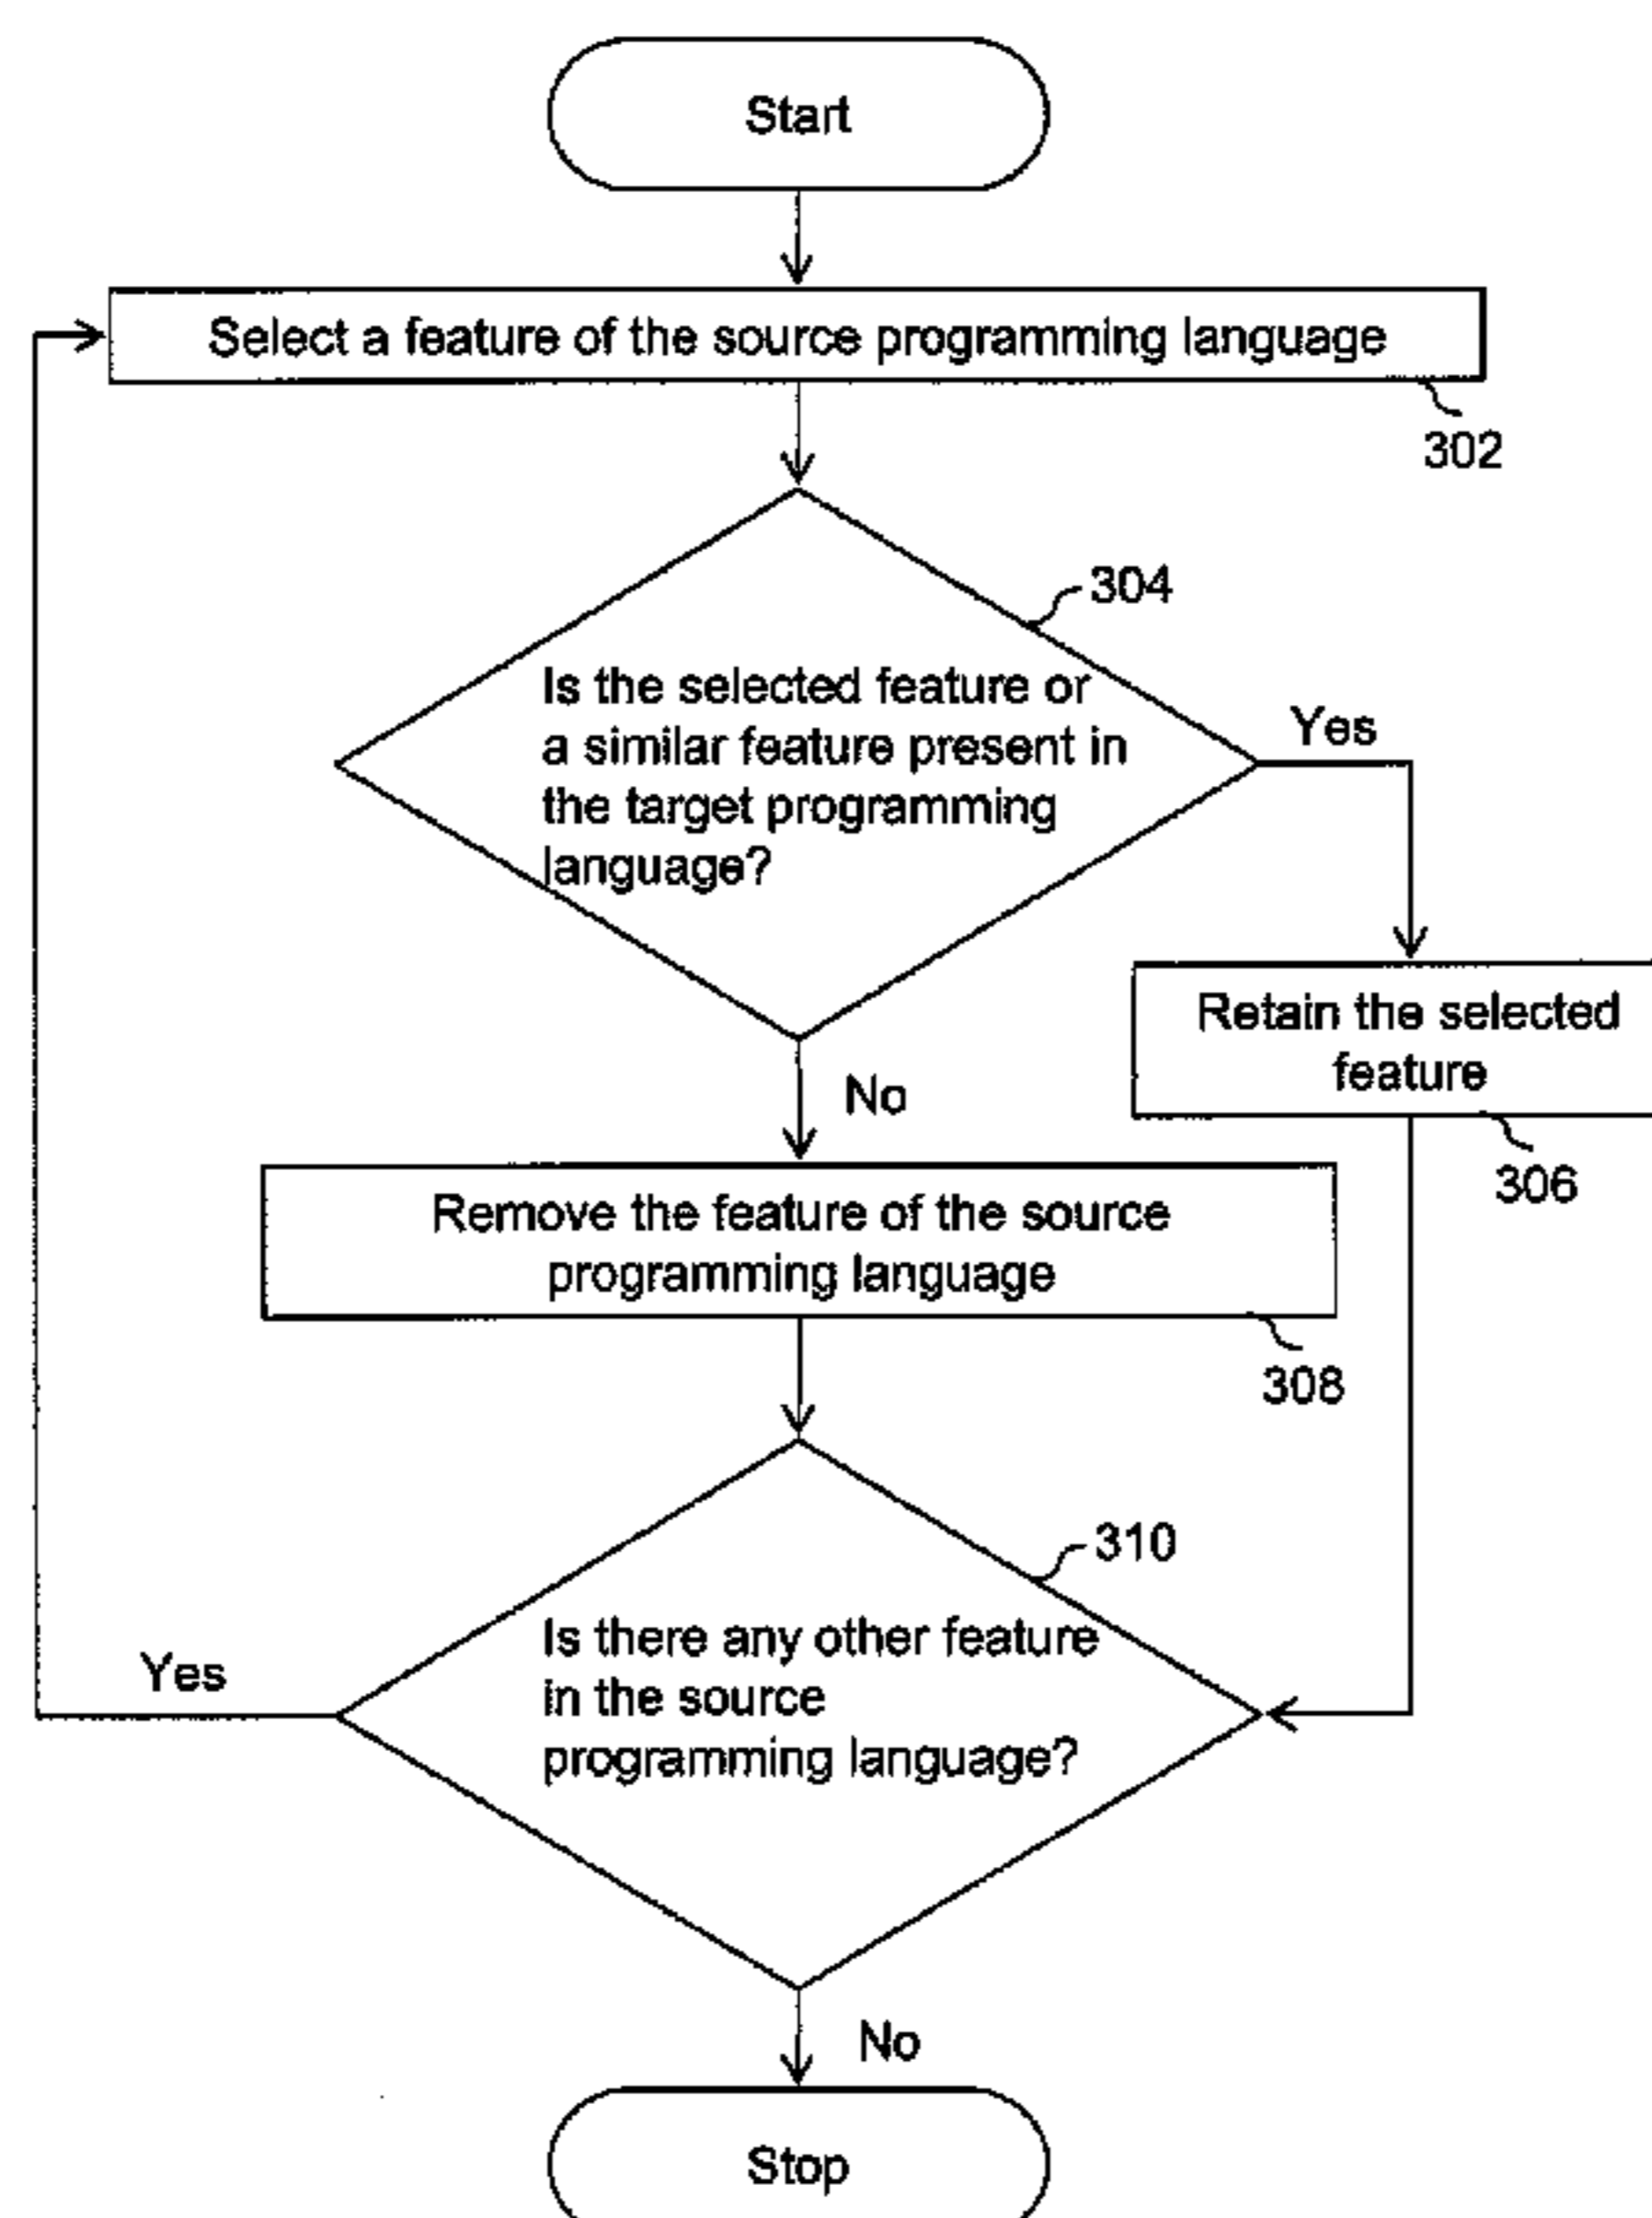 Start
Select a feature of the source programming language
302
304
Is the selected feature or
a similar feature present in
the target programming
language?
Yes
Retain the selected
feature
306
No
Remove the feature of the source
programming language
308
310
Is there any other feature
in the source
programming language?
Yes
No
Stop